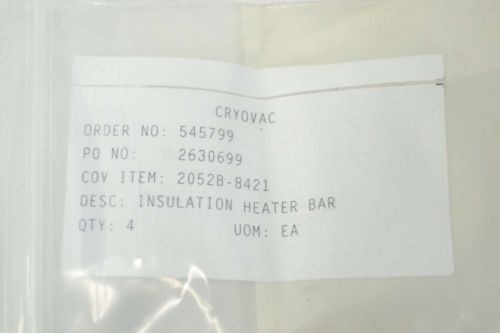 CRYOVAC
ORDER NO: 545799
PO NO: 2630699
COV ITEM: 2052B-8421
DESC: INSULATION HEATER BAR
QTY: 4 UOM: EA